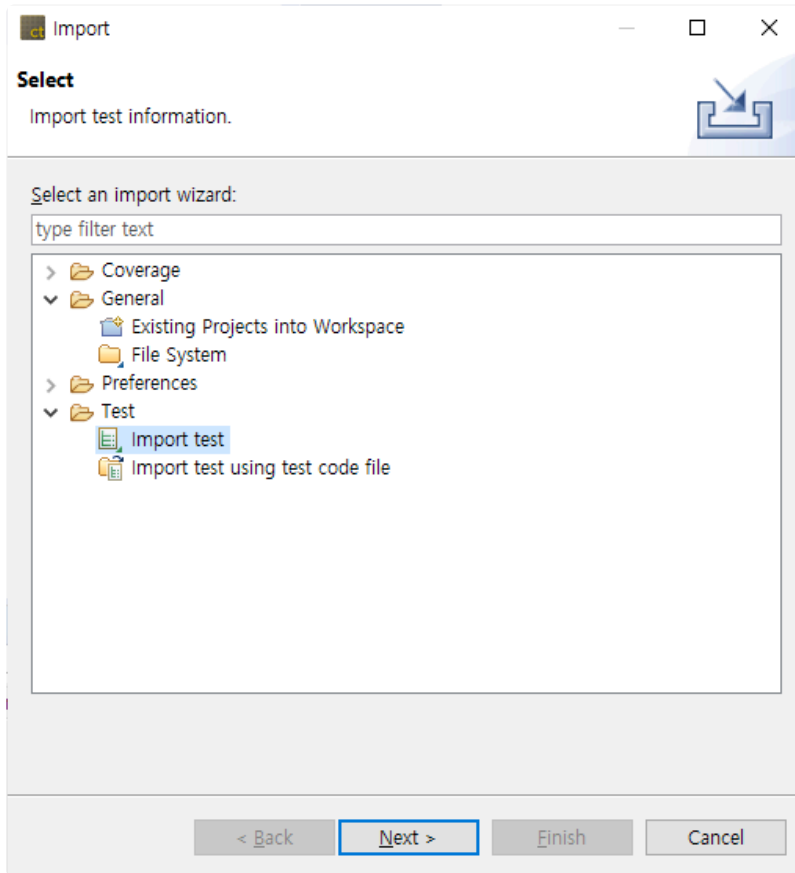 ct Import
Select
Import test information.
Select an import wizard:
type filter text
Coverage
General
Existing Projects into Workspace
File System
Preferences
Test
Import test
Import test using test code file
< Back Next > Finish Cancel